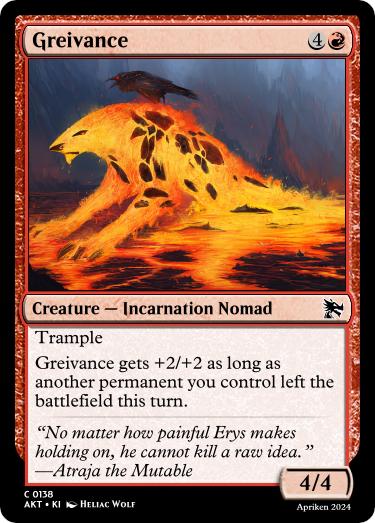 Greivance 4
Creature — Incarnation Nomad
Trample
Greivance gets +2/+2 as long as
another permanent you control left the
battlefield this turn.
“No matter how painful Erys makes
holding on, he cannot kill a raw idea.”
—Atraja the Mutable
4/4
C 0138
AKT • KI Heliac Wolf
Apriken 2024